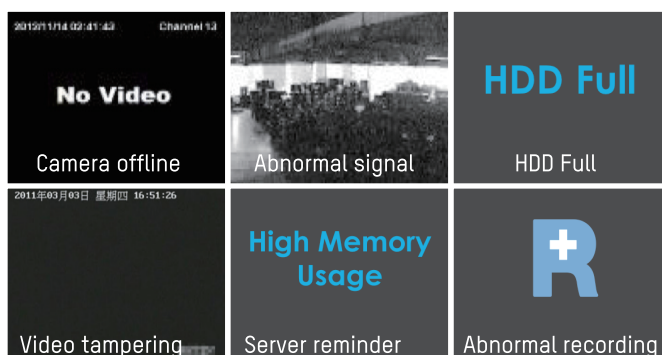 2013/11/14 02:41:43 Channel 13
No Video
Camera offline
Abnormal signal
HDD Full
HDD Full
2011年03月03日 星期四 16:51:26
Video tampering
High Memory
Usage
Server reminder
R
Abnormal recording